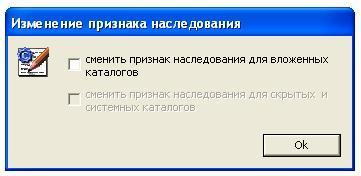 Изменение признака наследования
сменить признак наследования для вложенных
каталогов
сменить признак наследования для скрытых и
системных каталогов
Ok